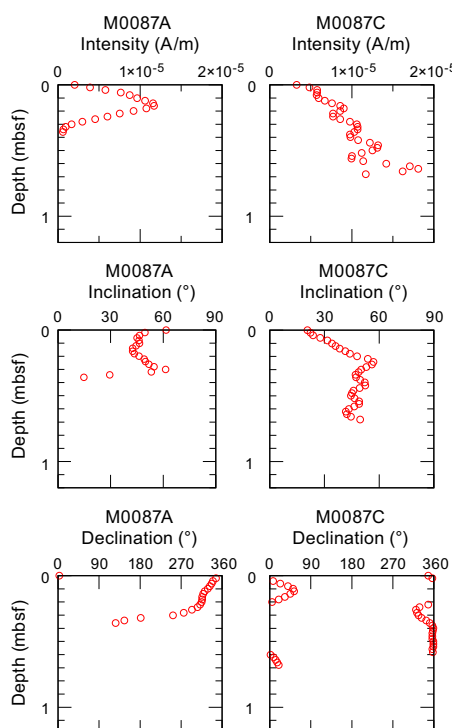 M0087A
Intensity (A/m)
0 1×10⁻⁵ 2×10⁻⁵
Depth (mbsf)
0
1
M0087C
Intensity (A/m)
1×10⁻⁵ 2×10⁻⁵
0
1
M0087A
Inclination (°)
0 30 60 90
Depth (mbsf)
0
1
M0087C
Inclination (°)
0 30 60 90
0
1
M0087A
Declination (°)
0 90 180 270 360
Depth (mbsf)
0
1
M0087C
Declination (°)
0 90 180 270 360
0
1